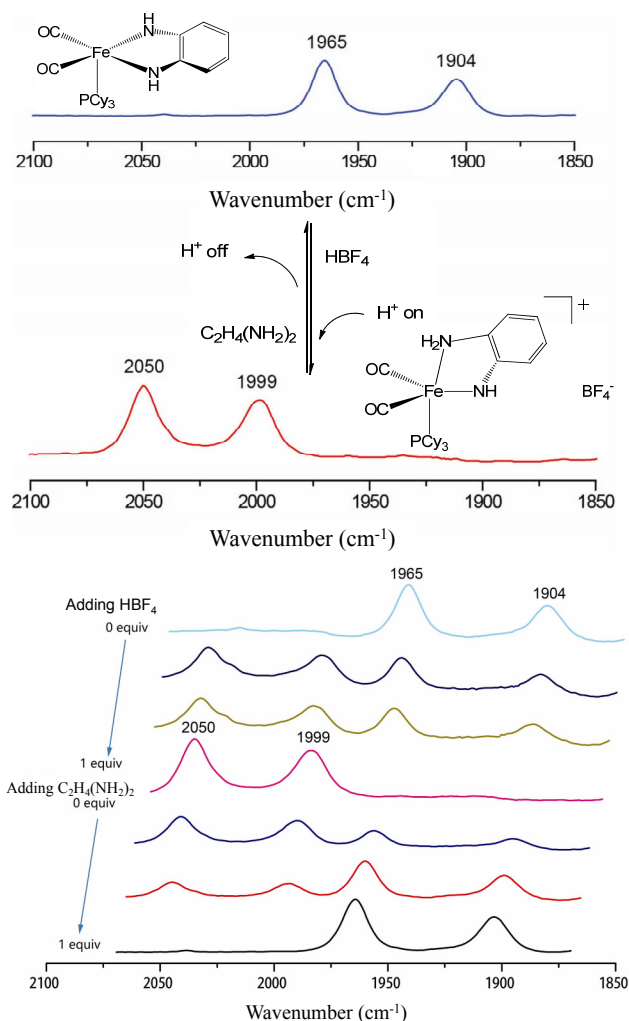 OC
OC
Fe
H
N
N
H
PCy3
1965
1904
2100 2050 2000 1950 1900 1850
Wavenumber (cm-1)
H+ off
HBF4
C2H4(NH2)2
H+ on
+
H2N
OC
OC
Fe
NH
PCy3
BF4-
2050
1999
2100 2050 2000 1950 1900 1850
Wavenumber (cm-1)
Adding HBF4
0 equiv
1965
1904
1 equiv
2050
1999
Adding C2H4(NH2)2
0 equiv
1 equiv
2100 2050 2000 1950 1900 1850
Wavenumber (cm-1)